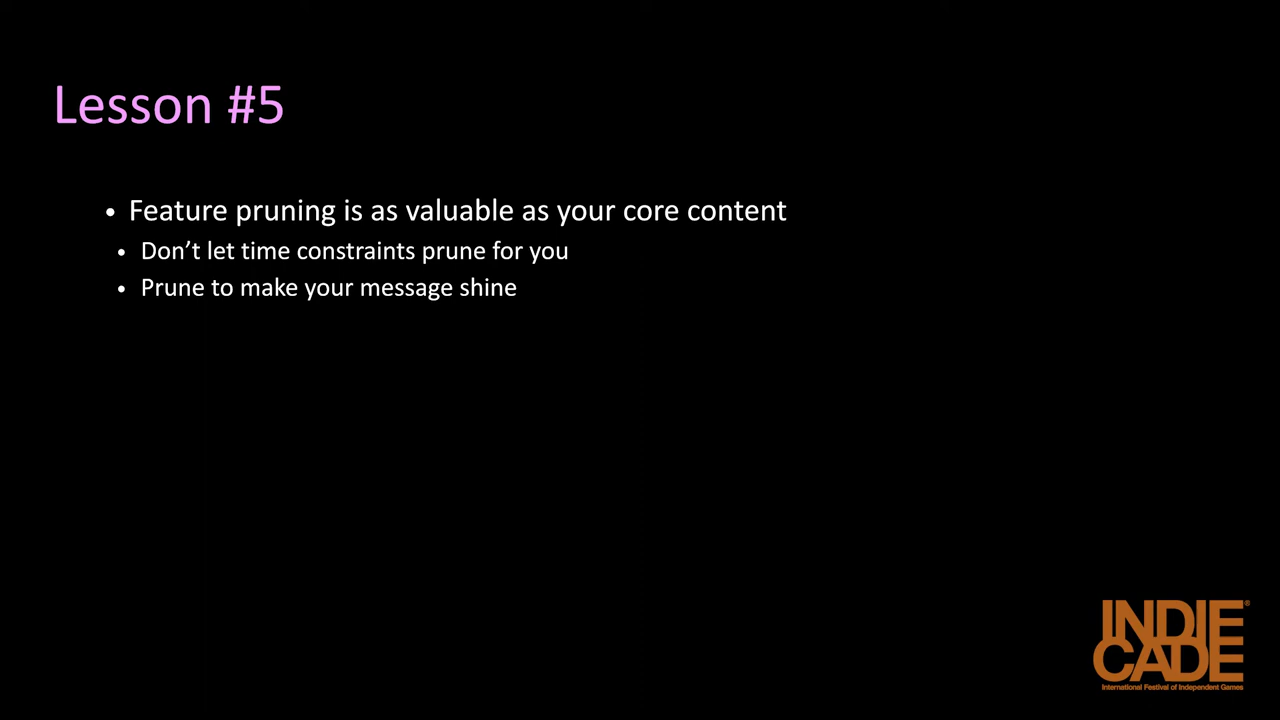 Lesson #5
• Feature pruning is as valuable as your core content
• Don’t let time constraints prune for you
• Prune to make your message shine
INDIE®
CADE
International Festival of Independent Games